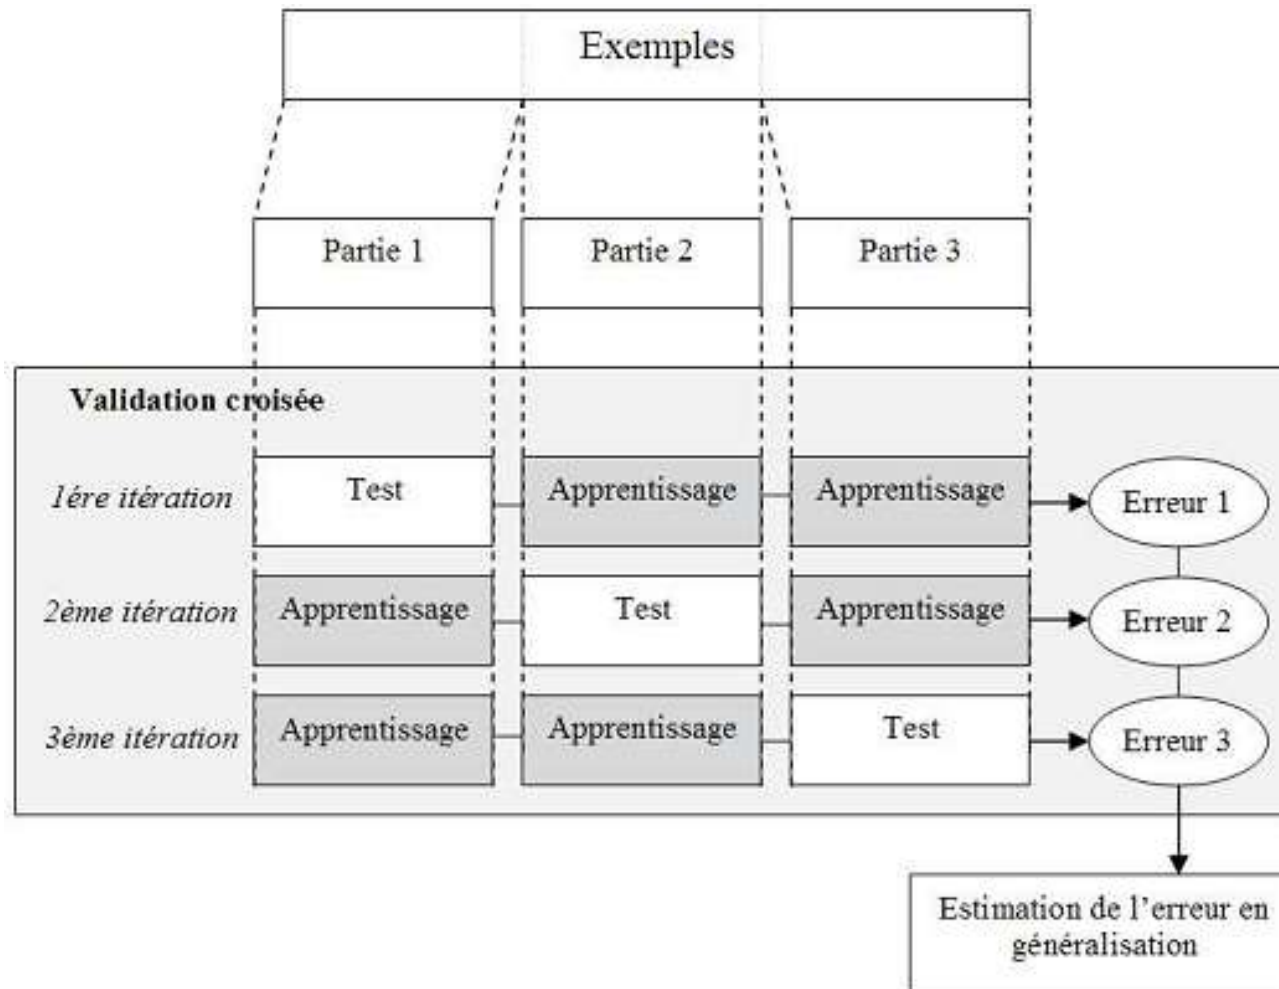 Exemples
Partie 1 Partie 2 Partie 3
Validation croisée
1ére itération Test Apprentissage Apprentissage Erreur 1
2ème itération Apprentissage Test Apprentissage Erreur 2
3ème itération Apprentissage Apprentissage Test Erreur 3
Estimation de l'erreur en
généralisation